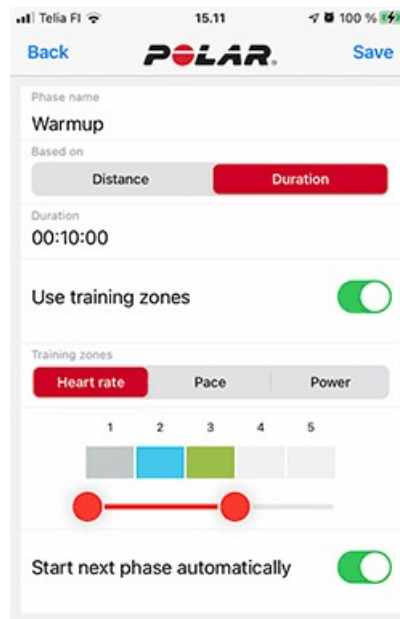 Telia FI 15.11 100 %
Back POLAR. Save
Phase name
Warmup
Based on
Distance Duration
Duration
00:10:00
Use training zones
Training zones
Heart rate Pace Power
1 2 3 4 5
Start next phase automatically